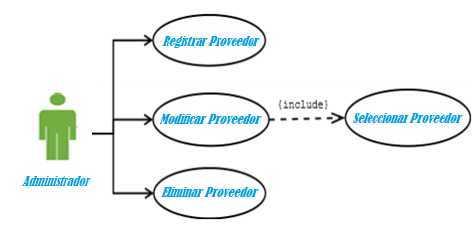 Registrar Proveedor
Modificar Proveedor
{include}
Seleccionar Proveedor
Administrador
Eliminar Proveedor